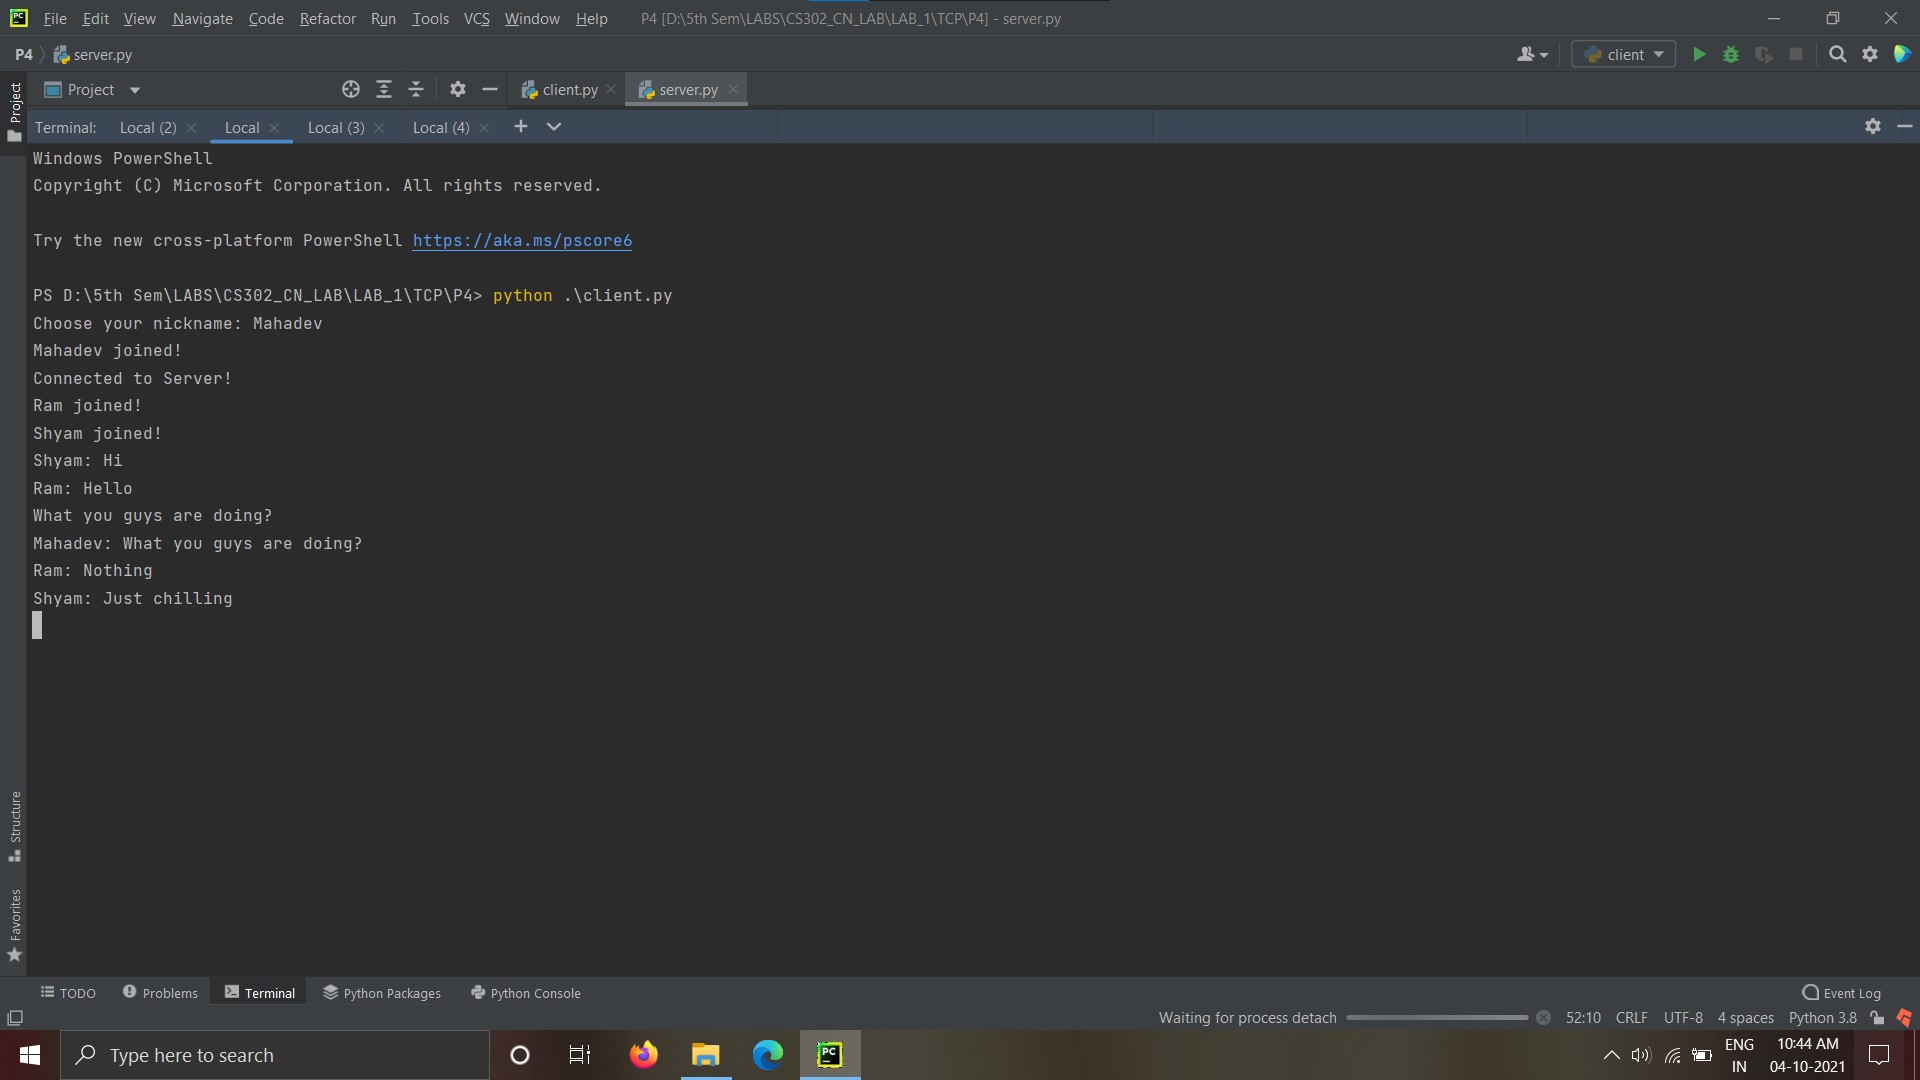 PC File Edit View Navigate Code Refactor Run Tools VCS Window Help P4 [D:\5th Sem\LABS\CS302_CN_LAB\LAB_1\TCP\P4] - server.py
P4 server.py client
Project Project client.py server.py
Terminal: Local (2) Local Local (3) Local (4)
Windows PowerShell
Copyright (C) Microsoft Corporation. All rights reserved.
Try the new cross-platform PowerShell https://aka.ms/pscore6
PS D:\5th Sem\LABS\CS302_CN_LAB\LAB_1\TCP\P4> python .\client.py
Choose your nickname: Mahadev
Mahadev joined!
Connected to Server!
Ram joined!
Shyam joined!
Shyam: Hi
Ram: Hello
What you guys are doing?
Mahadev: What you guys are doing?
Ram: Nothing
Shyam: Just chilling
Structure
Favorites
TODO Problems Terminal Python Packages Python Console Event Log
Waiting for process detach 52:10 CRLF UTF-8 4 spaces Python 3.8
Type here to search PC ENG 10:44 AM
IN 04-10-2021